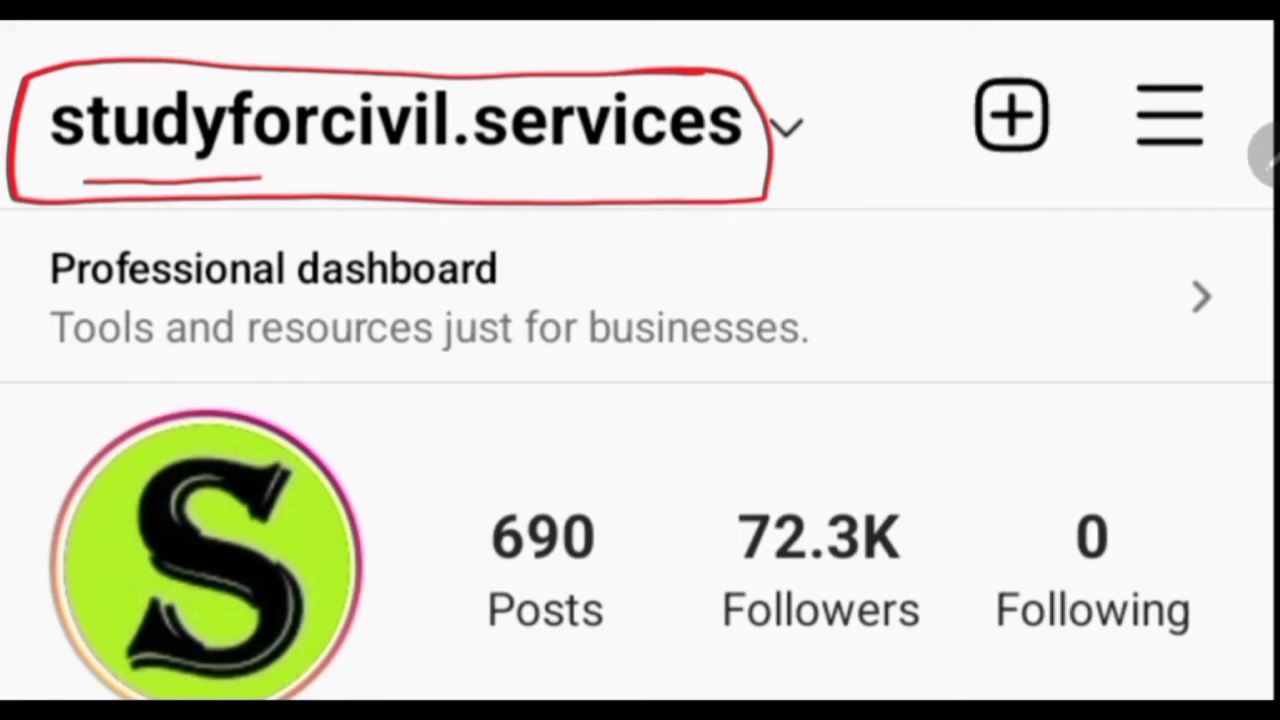 studyforcivil.services
Professional dashboard
Tools and resources just for businesses.
S
690 72.3K 0
Posts Followers Following